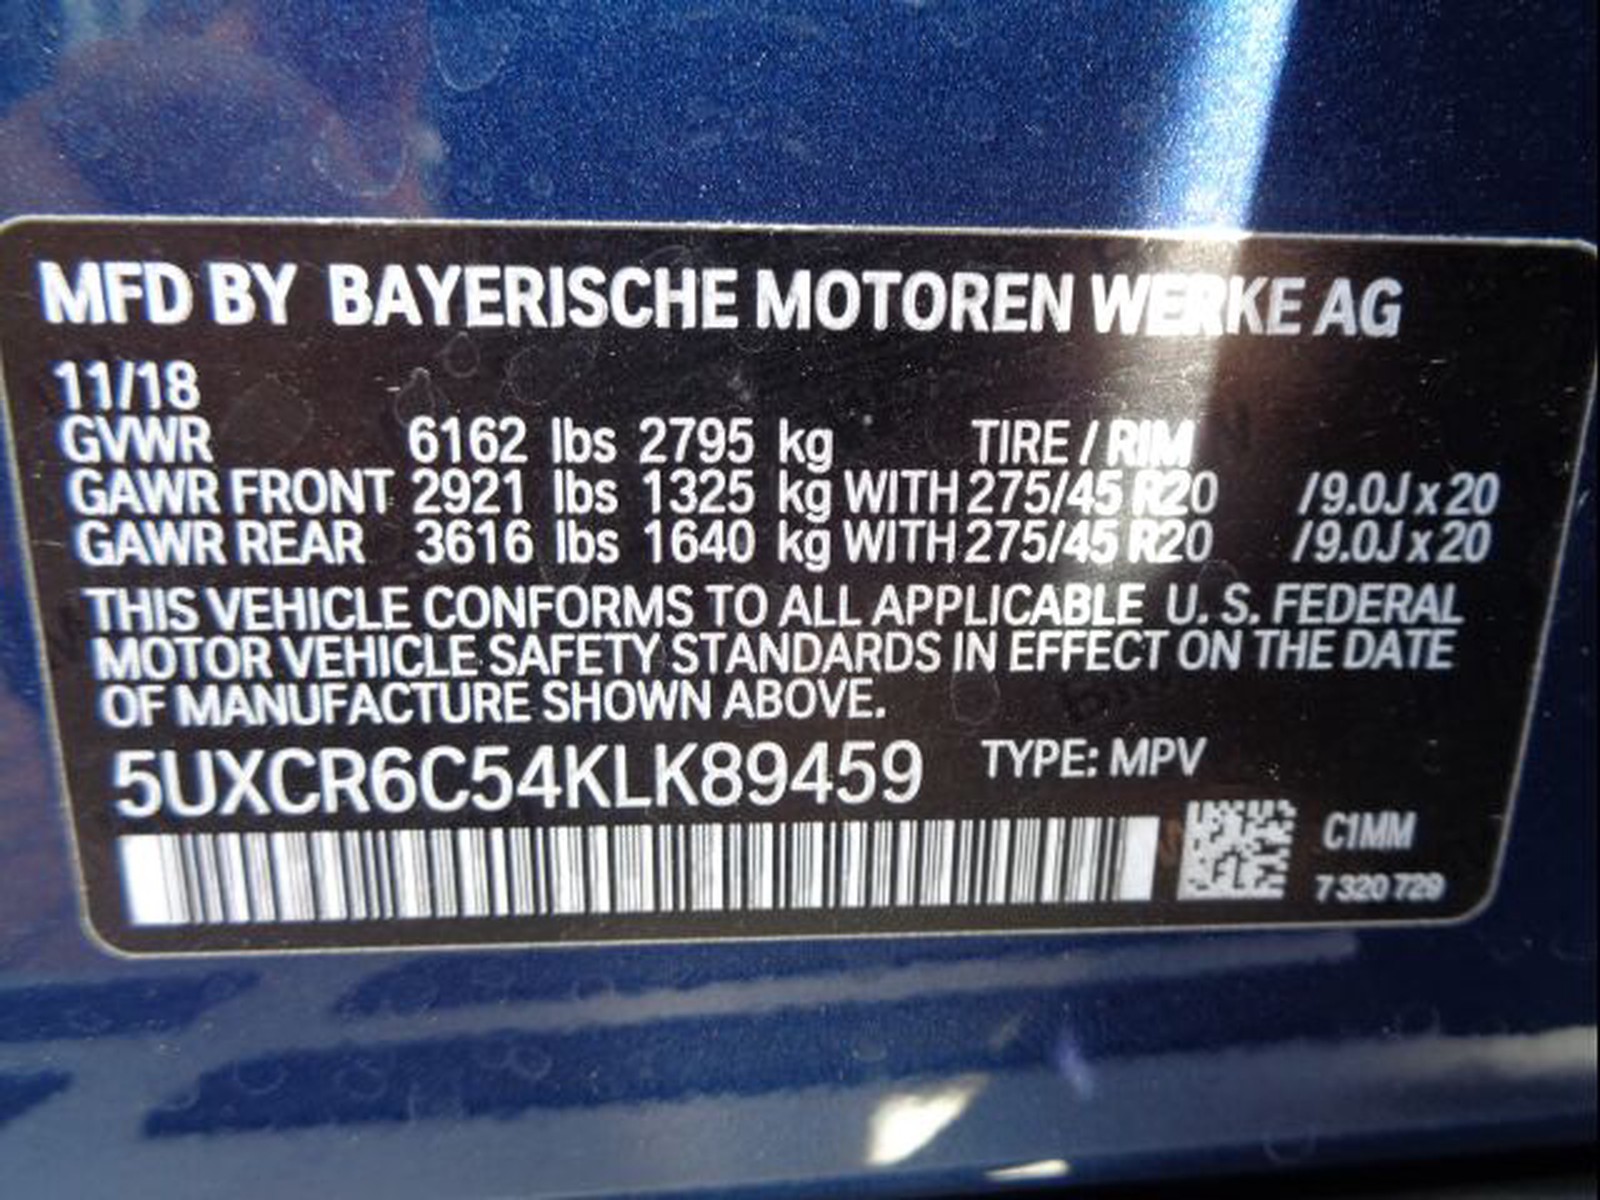 MFD BY BAYERISCHE MOTOREN WERKE AG
11/18
GVWR 6162 lbs 2795 kg TIRE / RIM
GAWR FRONT 2921 lbs 1325 kg WITH 275/45 R20 /9.0J x 20
GAWR REAR 3616 lbs 1640 kg WITH 275/45 R20 /9.0J x 20
THIS VEHICLE CONFORMS TO ALL APPLICABLE U. S. FEDERAL
MOTOR VEHICLE SAFETY STANDARDS IN EFFECT ON THE DATE
OF MANUFACTURE SHOWN ABOVE.
5UXCR6C54KLK89459 TYPE: MPV
C1MM
7 320 729